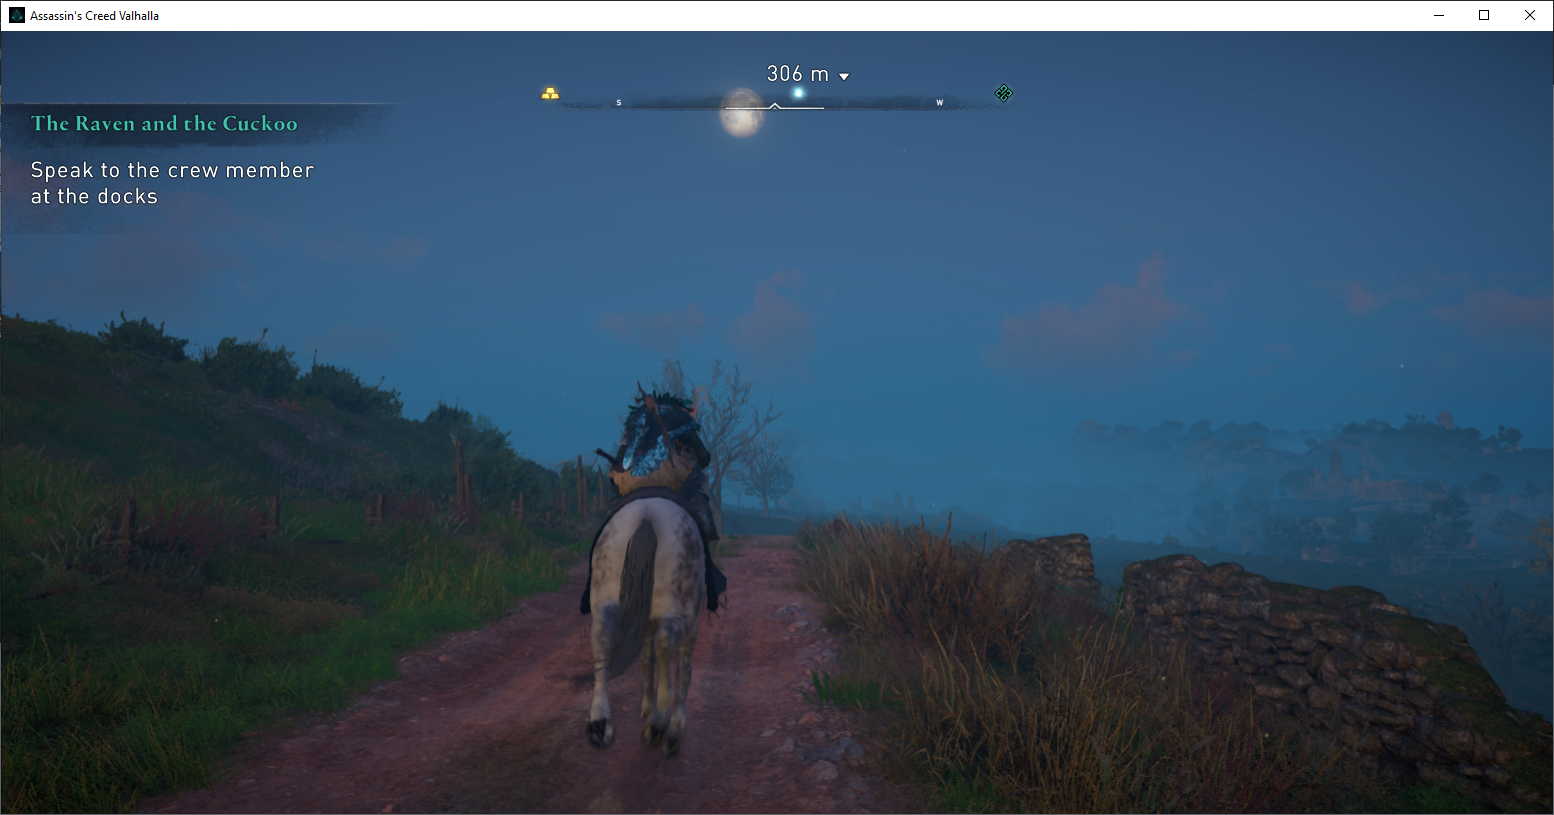 Assassin's Creed Valhalla
306 m
S
W
The Raven and the Cuckoo
Speak to the crew member
at the docks